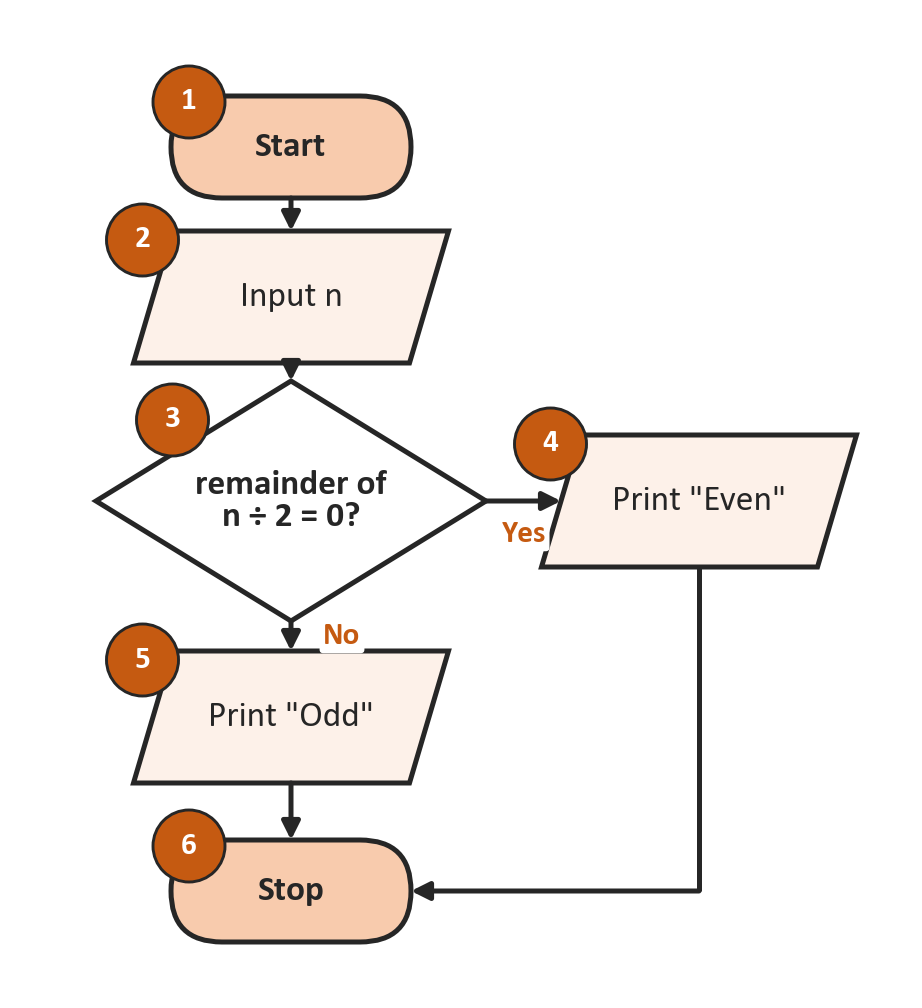 1
Start
2
Input n
3
remainder of
n ÷ 2 = 0?
Yes
4
Print "Even"
No
5
Print "Odd"
6
Stop